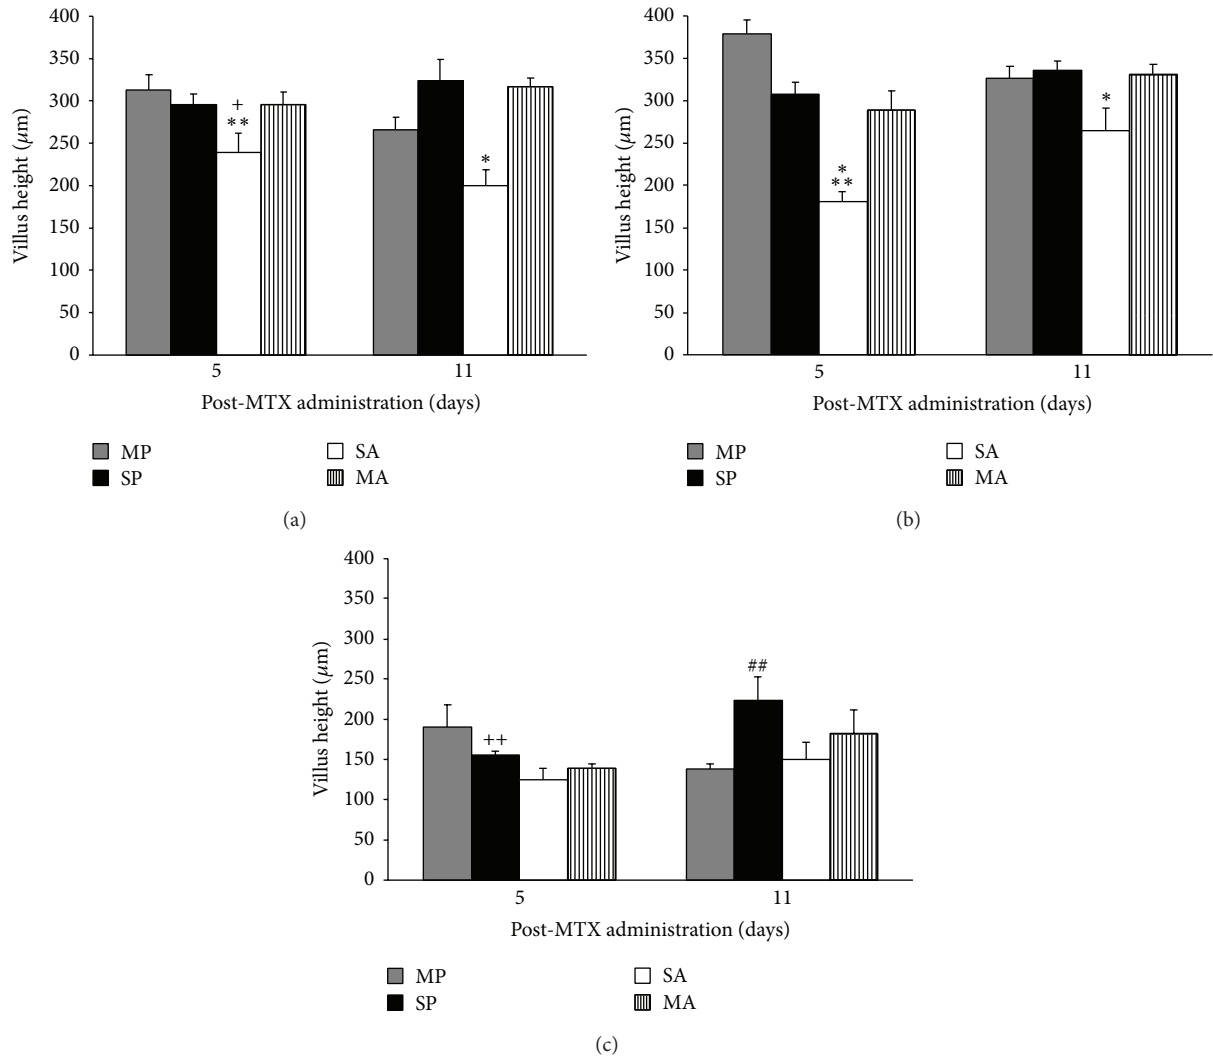 400
350
300
250
200
150
100
50
0
Villus height (μm)
+
**
*
5
11
Post-MTX administration (days)
MP
SA
SP
MA
(a)
400
350
300
250
200
150
100
50
0
Villus height (μm)
*
**
*
5
11
Post-MTX administration (days)
MP
SA
SP
MA
(b)
400
350
300
250
200
150
100
50
0
Villus height (μm)
++
##
5
11
Post-MTX administration (days)
MP
SA
SP
MA
(c)